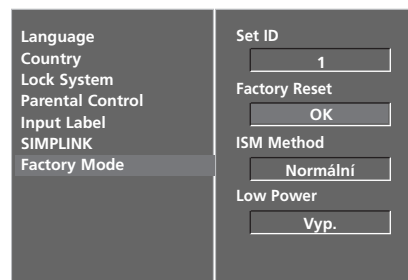 Language
Country
Lock System
Parental Control
Input Label
SIMPLINK
Factory Mode
Set ID
1
Factory Reset
OK
ISM Method
Normální
Low Power
Vyp.